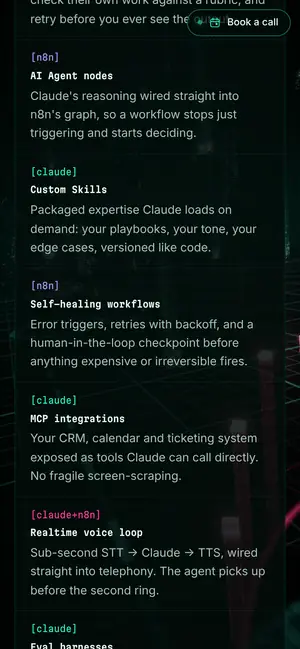 check their own work against a rubric, and
retry before you ever see the
Book a call
[n8n]
AI Agent nodes
Claude's reasoning wired straight into
n8n's graph, so a workflow stops just
triggering and starts deciding.
[claude]
Custom Skills
Packaged expertise Claude loads on
demand: your playbooks, your tone, your
edge cases, versioned like code.
[n8n]
Self-healing workflows
Error triggers, retries with backoff, and a
human-in-the-loop checkpoint before
anything expensive or irreversible fires.
[claude]
MCP integrations
Your CRM, calendar and ticketing system
exposed as tools Claude can call directly.
No fragile screen-scraping.
[claude+n8n]
Realtime voice loop
Sub-second STT → Claude → TTS, wired
straight into telephony. The agent picks up
before the second ring.
[claude]
Eval harnesses